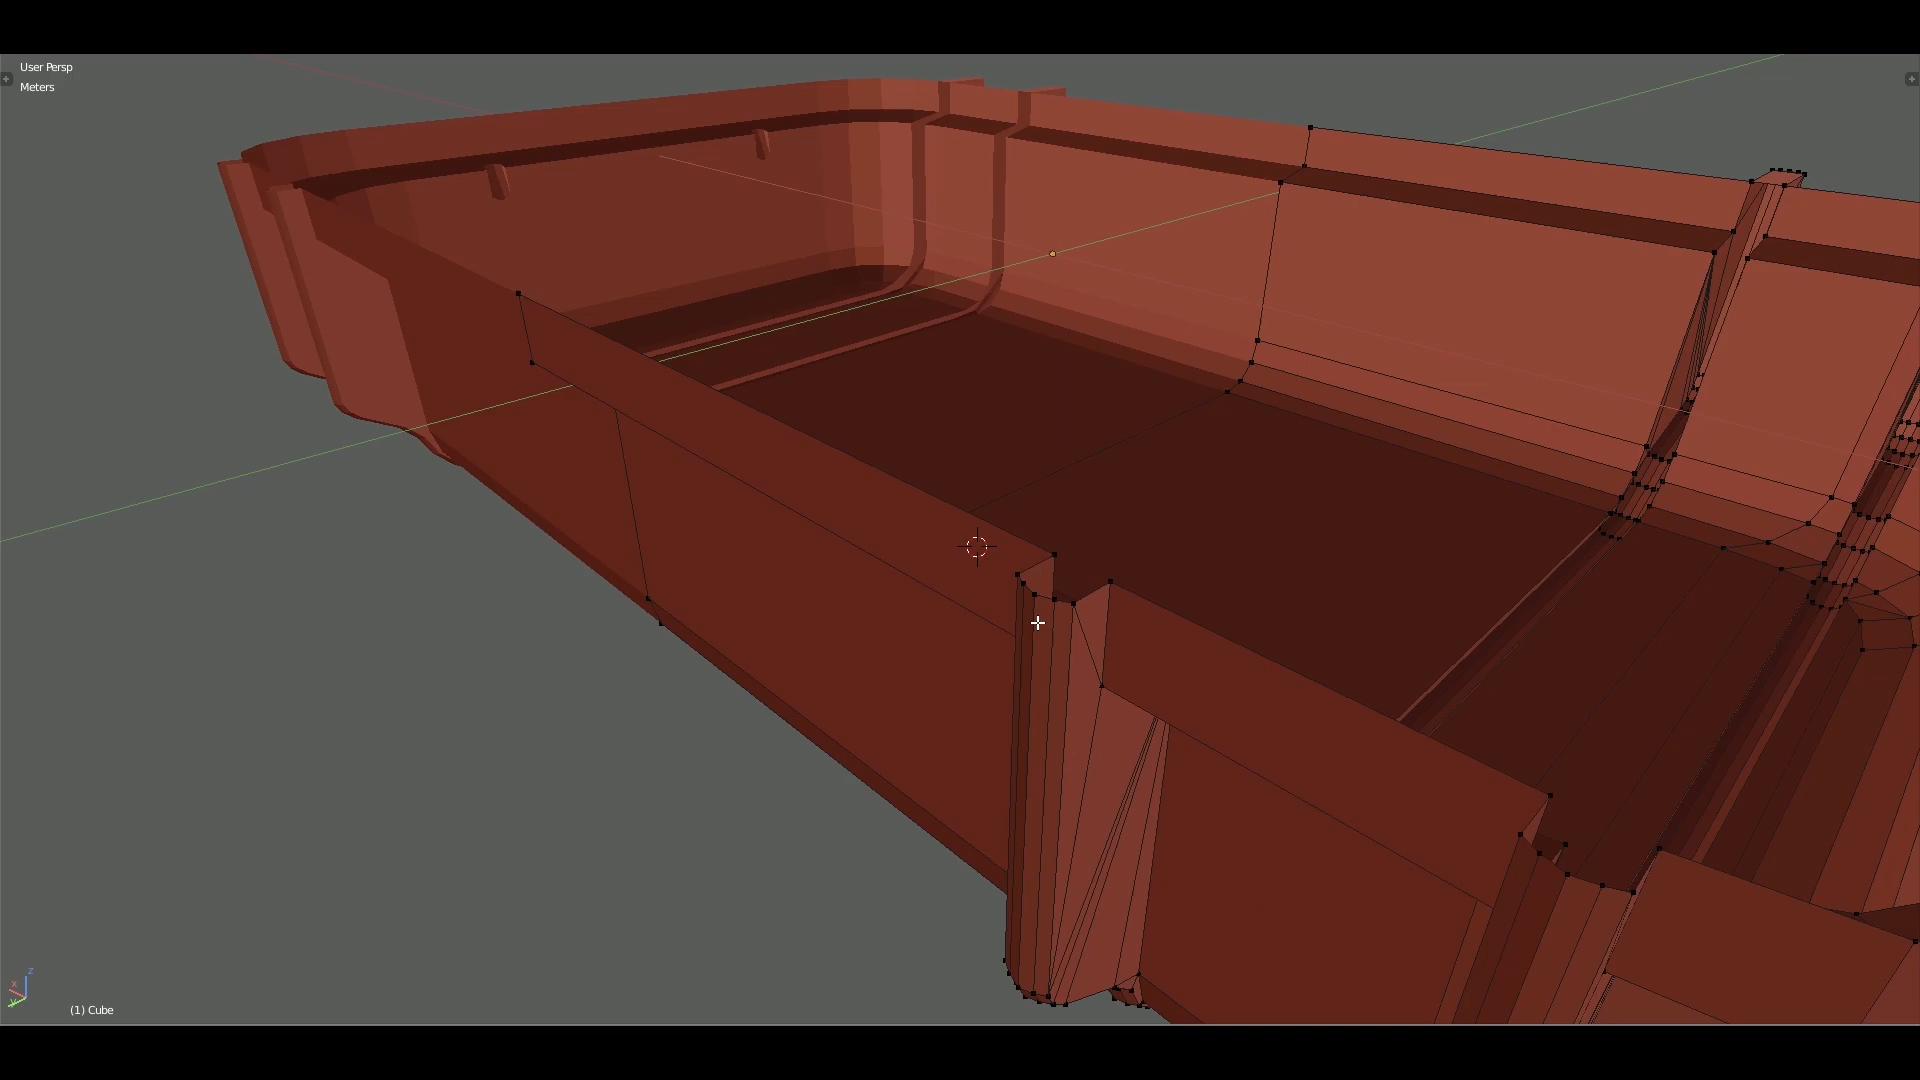 User Persp
Meters
z
x
y
(1) Cube